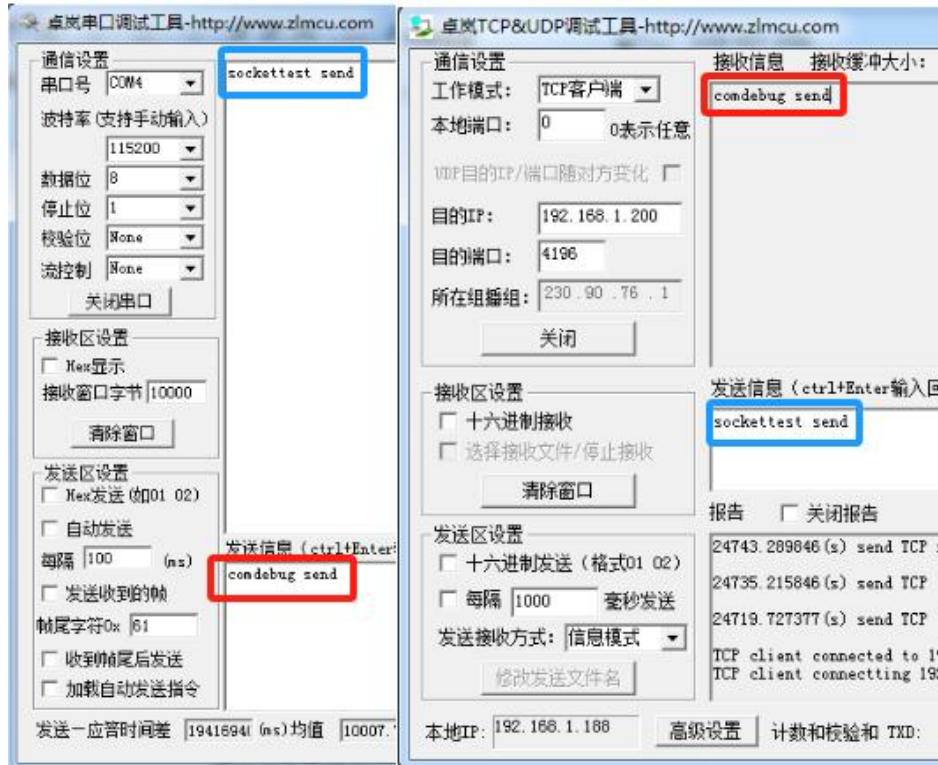 卓岚串口调试工具-http://www.zlmcu.com
通信设置
串口号 COM4
波特率(支持手动输入)
115200
数据位 8
停止位 1
校验位 None
流控制 None
关闭串口
接收区设置
Hex显示
接收窗口字节 10000
清除窗口
发送区设置
Hex发送(如01 02)
自动发送
每隔 100 (ms)
发送收到的帧
帧尾字符0x 61
收到帧尾后发送
加载自动发送指令
sockettest send
发送信息(ctrl+Enter
comdebug send
发送—应答时间差 1941694 (ms)均值 10007.
卓岚TCP&UDP调试工具-http://www.zlmcu.com
通信设置
工作模式: TCP客户端
本地端口: 0 0表示任意
UDP目的IP/端口随对方变化
目的IP: 192.168.1.200
目的端口: 4196
所在组播组: 230 .90 .76 .1
关闭
接收区设置
十六进制接收
选择接收文件/停止接收
清除窗口
发送区设置
十六进制发送(格式01 02)
每隔 1000 毫秒发送
发送接收方式: 信息模式
修改发送文件名
接收信息 接收缓冲大小:
comdebug send
发送信息(ctrl+Enter输入回
sockettest send
报告 关闭报告
24743.289846(s) send TCP
24735.215846(s) send TCP
24719.727377(s) send TCP
TCP client connected to 19
TCP client connectting 192
本地IP: 192.168.1.188 高级设置 计数和校验和 TXD: